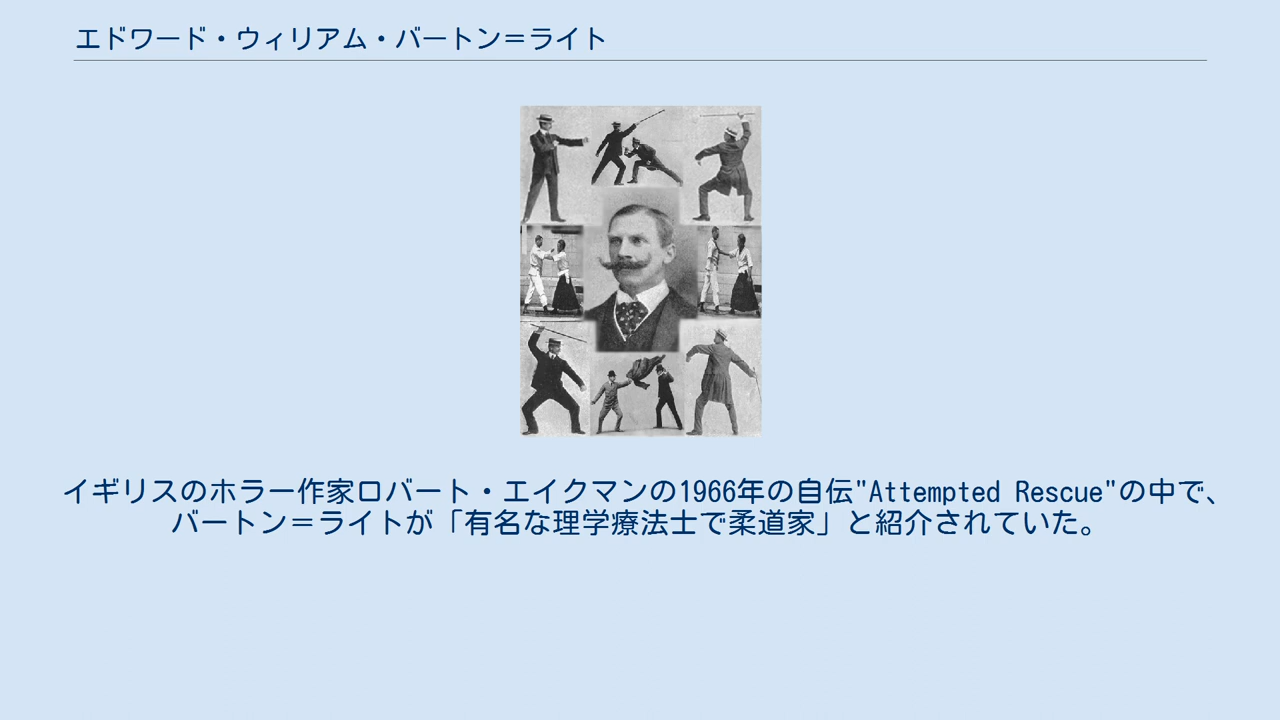 エドワード・ウィリアム・バートン＝ライト
イギリスのホラー作家ロバート・エイクマンの1966年の自伝"Attempted Rescue"の中で、
バートン＝ライトが「有名な理学療法士で柔道家」と紹介されていた。